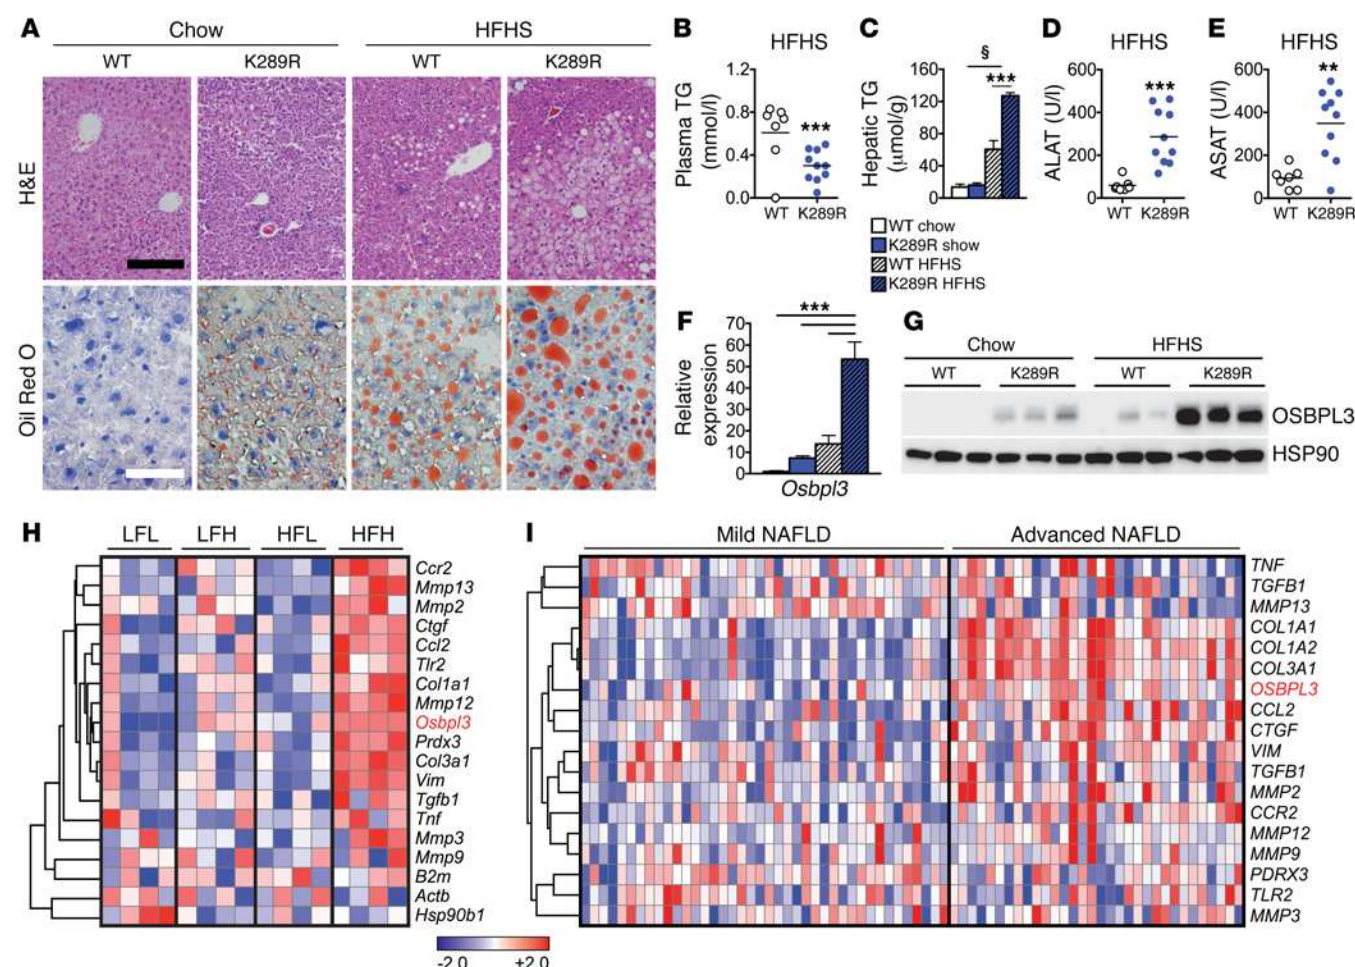 A
Chow
HFHS
WT
K289R
WT
K289R
H&E
Oil Red O
B
HFHS
Plasma TG
(mmol/l)
1.2
0.8
0.4
0.0
***
WT
K289R
C
§
***
Hepatic TG
(μmol/g)
160
120
80
40
0
WT chow
K289R show
WT HFHS
K289R HFHS
D
HFHS
ALAT (U/l)
600
400
200
0
***
WT
K289R
E
HFHS
ASAT (U/l)
600
400
200
0
**
WT
K289R
F
***
Relative
expression
70
60
50
40
30
20
10
0
Osbpl3
G
Chow
HFHS
WT
K289R
WT
K289R
OSBPL3
HSP90
H
LFL
LFH
HFL
HFH
Ccr2
Mmp13
Mmp2
Ctgf
Ccl2
Tlr2
Col1a1
Mmp12
Osbpl3
Prdx3
Col3a1
Vim
Tgfb1
Tnf
Mmp3
Mmp9
B2m
Actb
Hsp90b1
-2.0
+2.0
I
Mild NAFLD
Advanced NAFLD
TNF
TGFB1
MMP13
COL1A1
COL1A2
COL3A1
OSBPL3
CCL2
CTGF
VIM
TGFB1
MMP2
CCR2
MMP12
MMP9
PDRX3
TLR2
MMP3